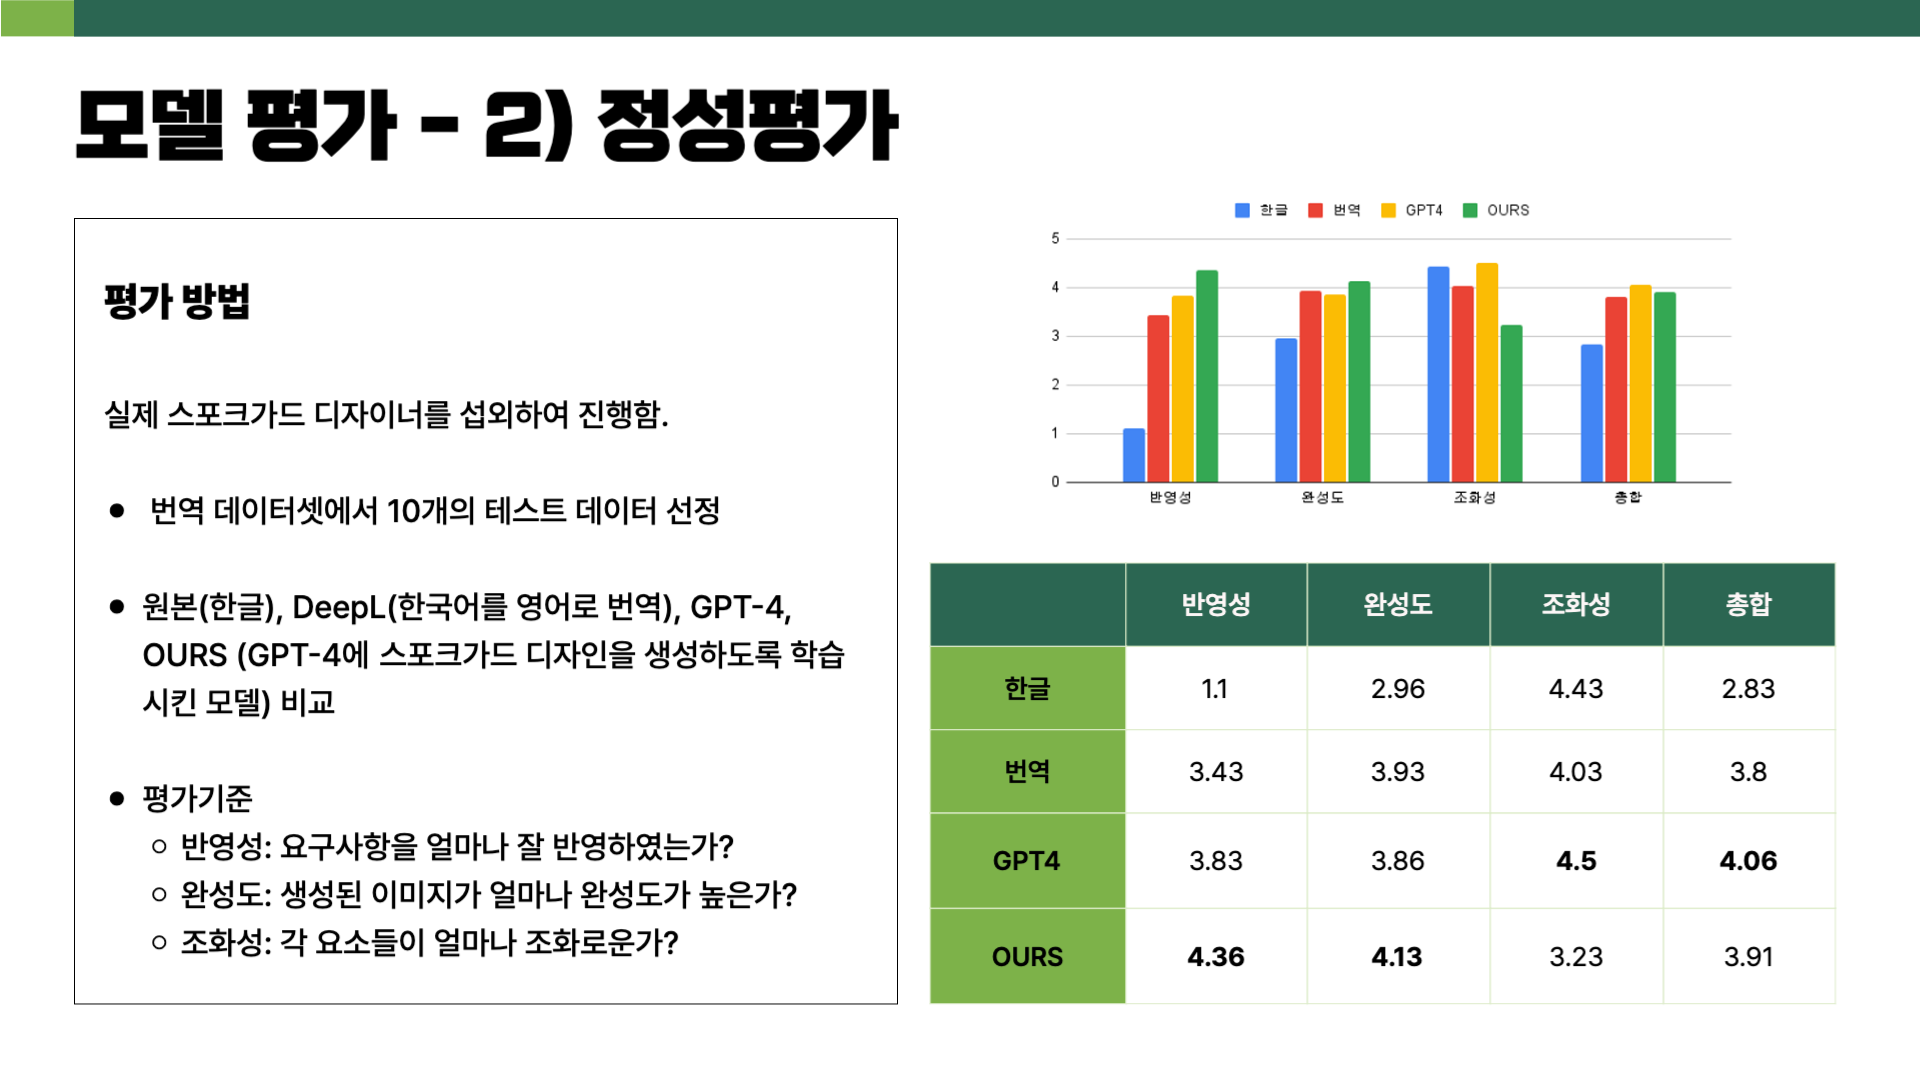 모델 평가 - 2) 정성평가
평가 방법
실제 스포크가드 디자이너를 섭외하여 진행함.
● 번역 데이터셋에서 10개의 테스트 데이터 선정
● 원본(한글), DeepL(한국어를 영어로 번역), GPT-4,
OURS (GPT-4에 스포크가드 디자인을 생성하도록 학습
시킨 모델) 비교
● 평가기준
○ 반영성: 요구사항을 얼마나 잘 반영하였는가?
○ 완성도: 생성된 이미지가 얼마나 완성도가 높은가?
○ 조화성: 각 요소들이 얼마나 조화로운가?
한글 번역 GPT4 OURS
5
4
3
2
1
0
반영성 완성도 조화성 총합
반영성 완성도 조화성 총합
한글 1.1 2.96 4.43 2.83
번역 3.43 3.93 4.03 3.8
GPT4 3.83 3.86 4.5 4.06
OURS 4.36 4.13 3.23 3.91